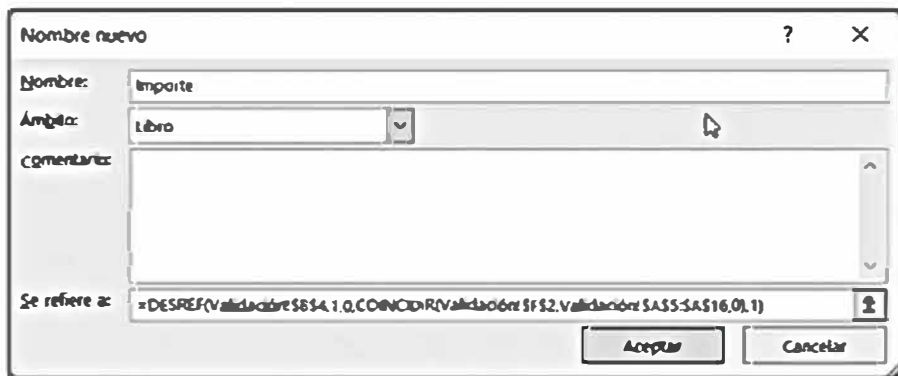 Nombre nuevo ? ×
Nombre: Importe
Ámbito: Libro
Comentario:
Se refiere a: =DESREF(Validación!$B$4,1,0,COINCIDIR(Validación!$F$2,Validación!$A$5:$A$16,0),1)
Aceptar Cancelar